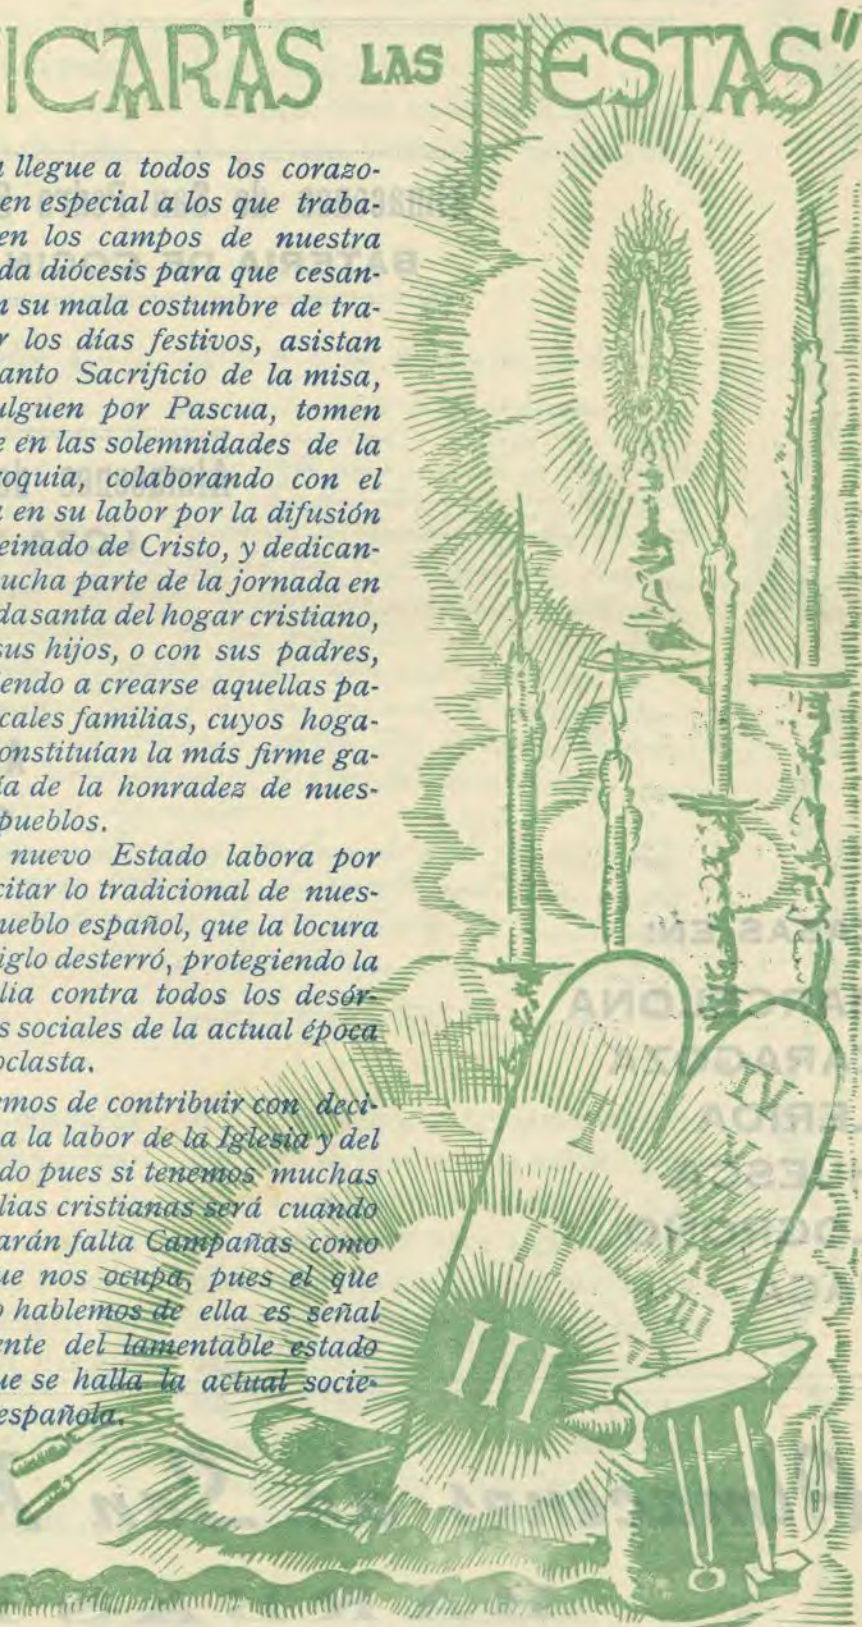 ICARÁS LAS FIESTAS"
llegue a todos los corazo-
en especial a los que traba-
en los campos de nuestra
da diócesis para que cesan-
n su mala costumbre de tra-
r los días festivos, asistan
anto Sacrificio de la misa,
ulguen por Pascua, tomen
e en las solemnidades de la
oquia, colaborando con el
a en su labor por la difusión
einado de Cristo, y dedican-
ucha parte de la jornada en
da santa del hogar cristiano,
sus hijos, o con sus padres,
iendo a crearse aquellas pa-
cales familias, cuyos hoga-
onstituían la más firme ga-
ía de la honradez de nues-
pueblos.
nuevo Estado labora por
citar lo tradicional de nues-
ueblo español, que la locura
iglo desterró, protegiendo la
lia contra todos los desór-
s sociales de la actual época
oclasta.
mos de contribuir con deci-
a la labor de la Iglesia y del
do pues si tenemos muchas
lias cristianas será cuando
arán falta Campañas como
ue nos ocupa, pues el que
o hablemos de ella es señal
ente del lamentable estado
ue se halla la actual socie-
española.
I
II
III
IV